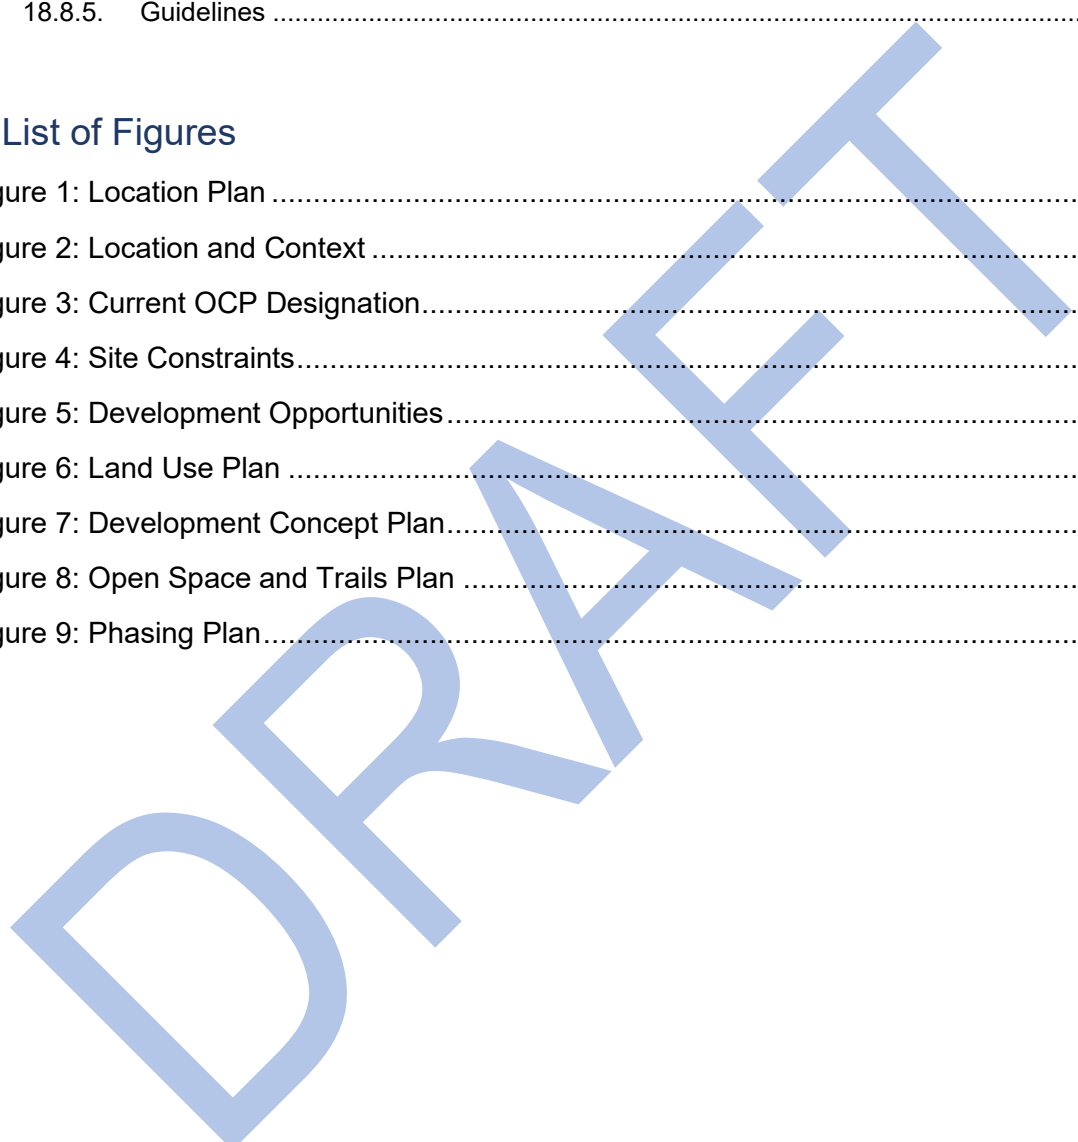 18.8.5. Guidelines ........................................................................
List of Figures
gure 1: Location Plan ........................................................................
gure 2: Location and Context ........................................................................
gure 3: Current OCP Designation........................................................................
gure 4: Site Constraints........................................................................
gure 5: Development Opportunities........................................................................
gure 6: Land Use Plan ........................................................................
gure 7: Development Concept Plan........................................................................
gure 8: Open Space and Trails Plan ........................................................................
gure 9: Phasing Plan........................................................................
DRAFT